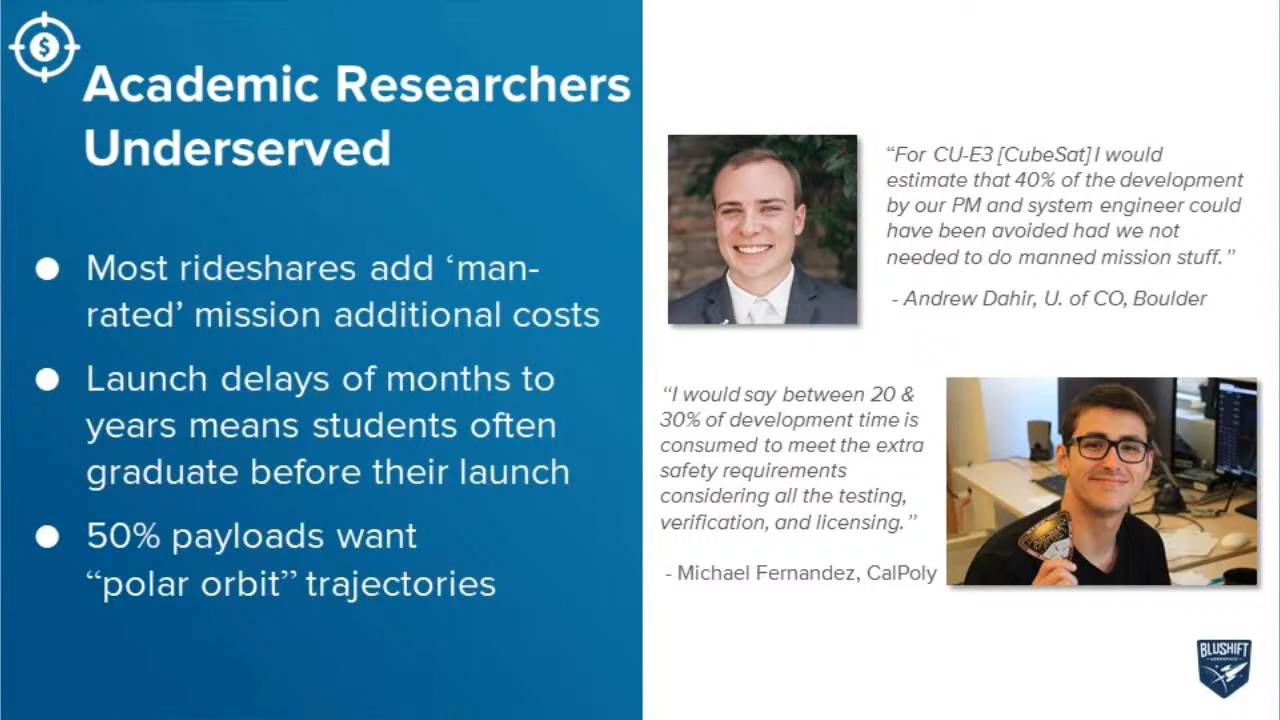 Academic Researchers
Underserved
Most rideshares add ‘man-
rated’ mission additional costs
Launch delays of months to
years means students often
graduate before their launch
50% payloads want
“polar orbit” trajectories
“For CU-E3 [CubeSat] I would
estimate that 40% of the development
by our PM and system engineer could
have been avoided had we not
needed to do manned mission stuff.”
- Andrew Dahir, U. of CO, Boulder
“I would say between 20 &
30% of development time is
consumed to meet the extra
safety requirements
considering all the testing,
verification, and licensing.”
- Michael Fernandez, CalPoly
BLUSHIFT
AEROSPACE